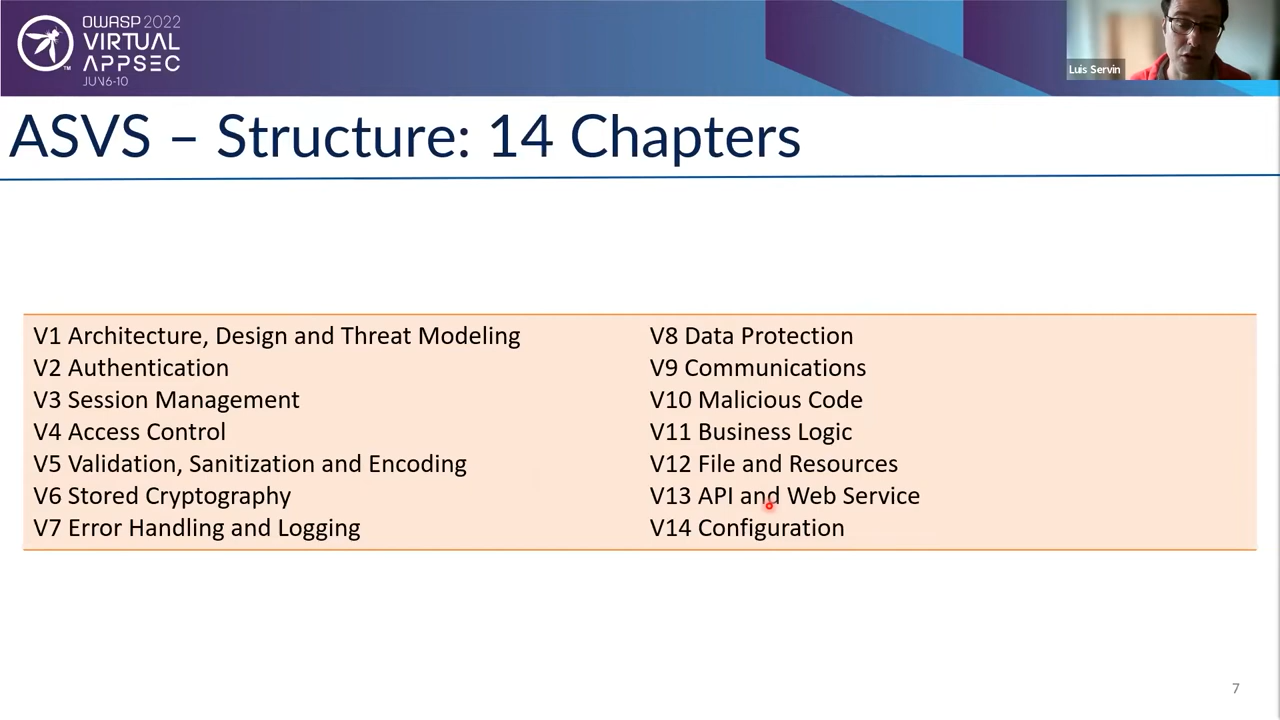 OWASP 2022
VIRTUAL
APPSEC
JUN 6-10
Luis Servin
ASVS – Structure: 14 Chapters
V1 Architecture, Design and Threat Modeling
V2 Authentication
V3 Session Management
V4 Access Control
V5 Validation, Sanitization and Encoding
V6 Stored Cryptography
V7 Error Handling and Logging
V8 Data Protection
V9 Communications
V10 Malicious Code
V11 Business Logic
V12 File and Resources
V13 API and Web Service
V14 Configuration
7